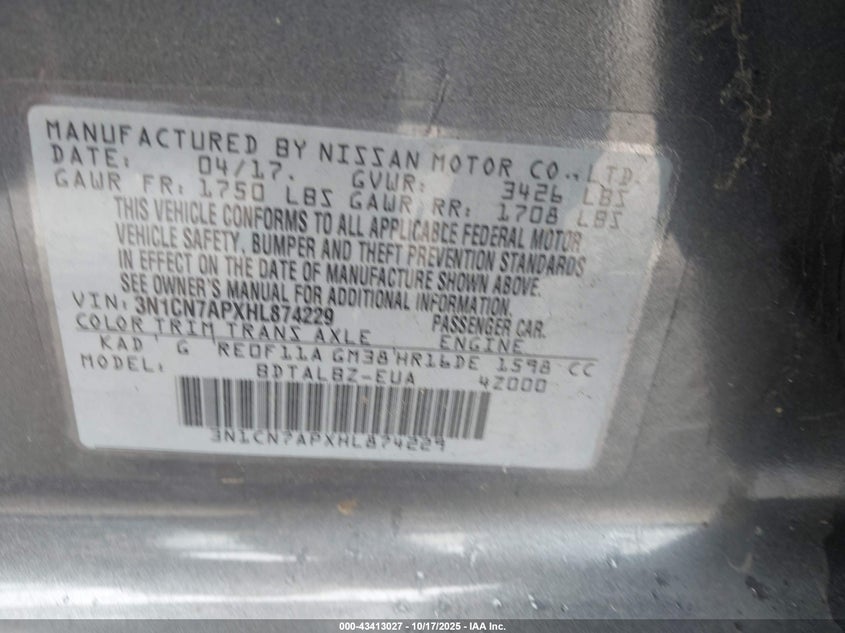 MANUFACTURED BY NISSAN MOTOR CO.,LTD.
DATE: 04/17. GVWR: 3426 LBS
GAWR FR: 1750 LBS GAWR RR: 1708 LBS
THIS VEHICLE CONFORMS TO ALL APPLICABLE FEDERAL MOTOR
VEHICLE SAFETY, BUMPER AND THEFT PREVENTION STANDARDS
IN EFFECT ON THE DATE OF MANUFACTURE SHOWN ABOVE.
SEE OWNER'S MANUAL FOR ADDITIONAL INFORMATION.
VIN: 3N1CN7APXHL874229 PASSENGER CAR.
COLOR TRIM TRANS AXLE ENGINE
KAD G RE0F11A GM38 HR16DE 1598 CC
MODEL: BDTALBZ-EUA 4Z000
3N1CN7APXHL874229
000-43413027 - 10/17/2025 - IAA Inc.